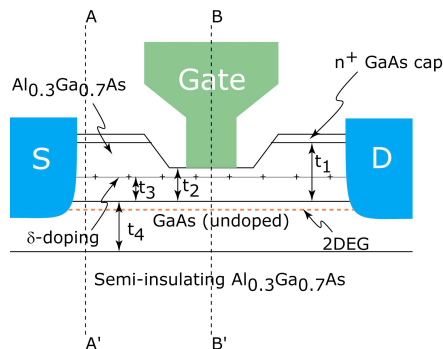 A
B
n⁺ GaAs cap
Al₀.₃Ga₀.₇As
Gate
S
D
t₁
t₂
t₃
GaAs (undoped)
δ-doping
t₄
2DEG
Semi-insulating Al₀.₃Ga₀.₇As
A'
B'